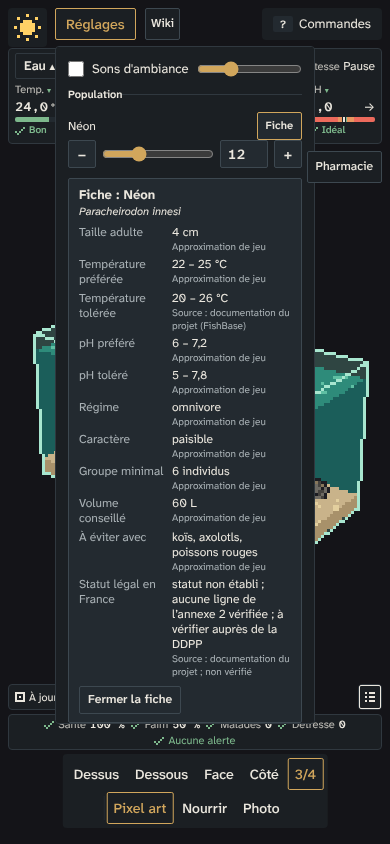 Réglages
Wiki
? Commandes
Eau
Sons d'ambiance
Pause
Temp.
Population
24,0
Bon
Idéal
Néon
Fiche
–
12
+
Pharmacie
Fiche : Néon
Paracheirodon innesi
Taille adulte 4 cm
Approximation de jeu
Température 22 – 25 °C
préférée Approximation de jeu
Température 20 – 26 °C
tolérée Source : documentation du
projet (FishBase)
pH préféré 6 – 7,2
Approximation de jeu
pH toléré 5 – 7,8
Approximation de jeu
Régime omnivore
Approximation de jeu
Caractère paisible
Approximation de jeu
Groupe minimal 6 individus
Approximation de jeu
Volume 60 L
conseillé Approximation de jeu
À éviter avec koïs, axolotls,
poissons rouges
Approximation de jeu
Statut légal en statut non établi ;
France aucune ligne de
l'annexe 2 vérifiée ; à
vérifier auprès de la
DDPP
Source : documentation du
projet ; non vérifié
Fermer la fiche
À jour
Santé 100 % Faim 50 % Malades 0 Détresse 0
Aucune alerte
Dessus Dessous Face Côté 3/4
Pixel art Nourrir Photo